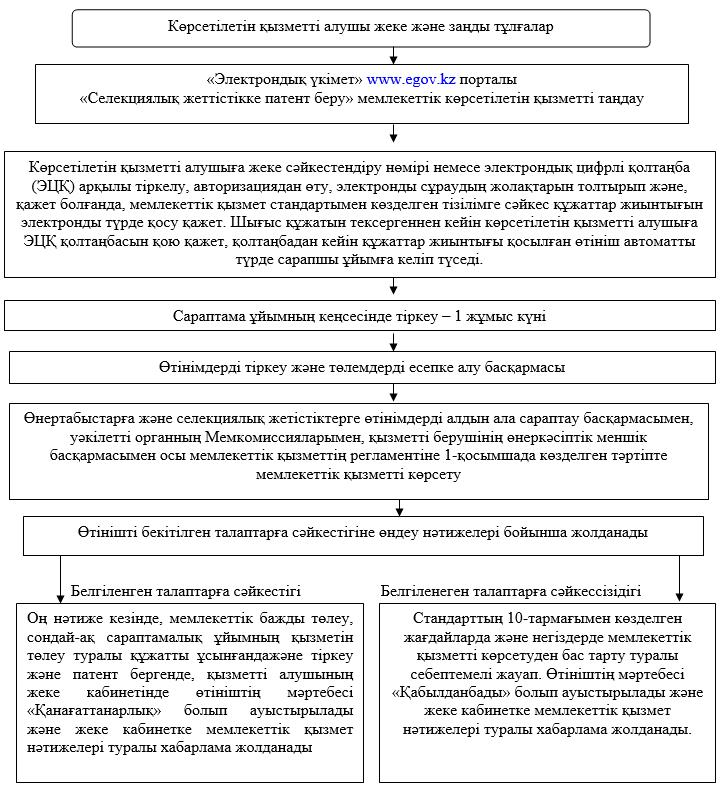 Көрсетілетін қызметті алушы жеке және заңды тұлғалар
«Электрондық үкімет» www.egov.kz порталы
«Селекциялық жеттістікке патент беру» мемлекеттік көрсетілетін қызметті таңдау
Көрсетілетін қызметті алушыға жеке сәйкестендіру нөмірі немесе электрондық цифрлі қолтаңба
(ЭЦҚ) арқылы тіркелу, авторизациядан өту, электронды сұраудың жолақтарын толтырып және,
қажет болғанда, мемлекеттік қызмет стандартымен көзделген тізілімге сәйкес құжаттар жиынтығын
электронды түрде қосу қажет. Шығыс құжатын тексергеннен кейін көрсетілетін қызметті алушыға
ЭЦҚ қолтаңбасын қою қажет, қолтаңбадан кейін құжаттар жиынтығы қосылған өтініш автоматты
түрде сарапшы ұйымға келіп түседі.
Сараптама ұйымның кеңсесінде тіркеу – 1 жұмыс күні
Өтінімдерді тіркеу және төлемдерді есепке алу басқармасы
Өнертабыстарға және селекциялық жетістіктерге өтінімдерді алдын ала сараптау басқармасымен,
уәкілетті органның Мемкомиссияларымен, қызметті берушінің өнеркәсіптік меншік
басқармасымен осы мемлекеттік қызметтің регламентіне 1-қосымшада көзделген тәртіпте
мемлекеттік қызметті көрсету
Өтінішті бекітілген талаптарға сәйкестігіне өңдеу нәтижелері бойынша жолданады
Белгіленген талаптарға сәйкестігі
Белгіленеген талаптарға сәйкессізідігі
Оң нәтиже кезінде, мемлекеттік бажды төлеу,
сондай-ақ сараптамалық ұйымның қызметін
төлеу туралы құжатты ұсынғандажәне тіркеу
және патент бергенде, қызметті алушының
жеке кабинетінде өтініштің мәртебесі
«Қанағаттанарлық» болып ауыстырылады
және жеке кабинетке мемлекеттік қызмет
нәтижелері туралы хабарлама жолданады
Стандарттың 10-тармағымен көзделген
жағдайларда және негіздерде мемлекеттік
қызметті көрсетуден бас тарту туралы
себептемелі жауап. Өтініштің мәртебесі
«Қабылданбады» болып ауыстырылады және
жеке кабинетке мемлекеттік қызмет
нәтижелері туралы хабарлама жолданады.